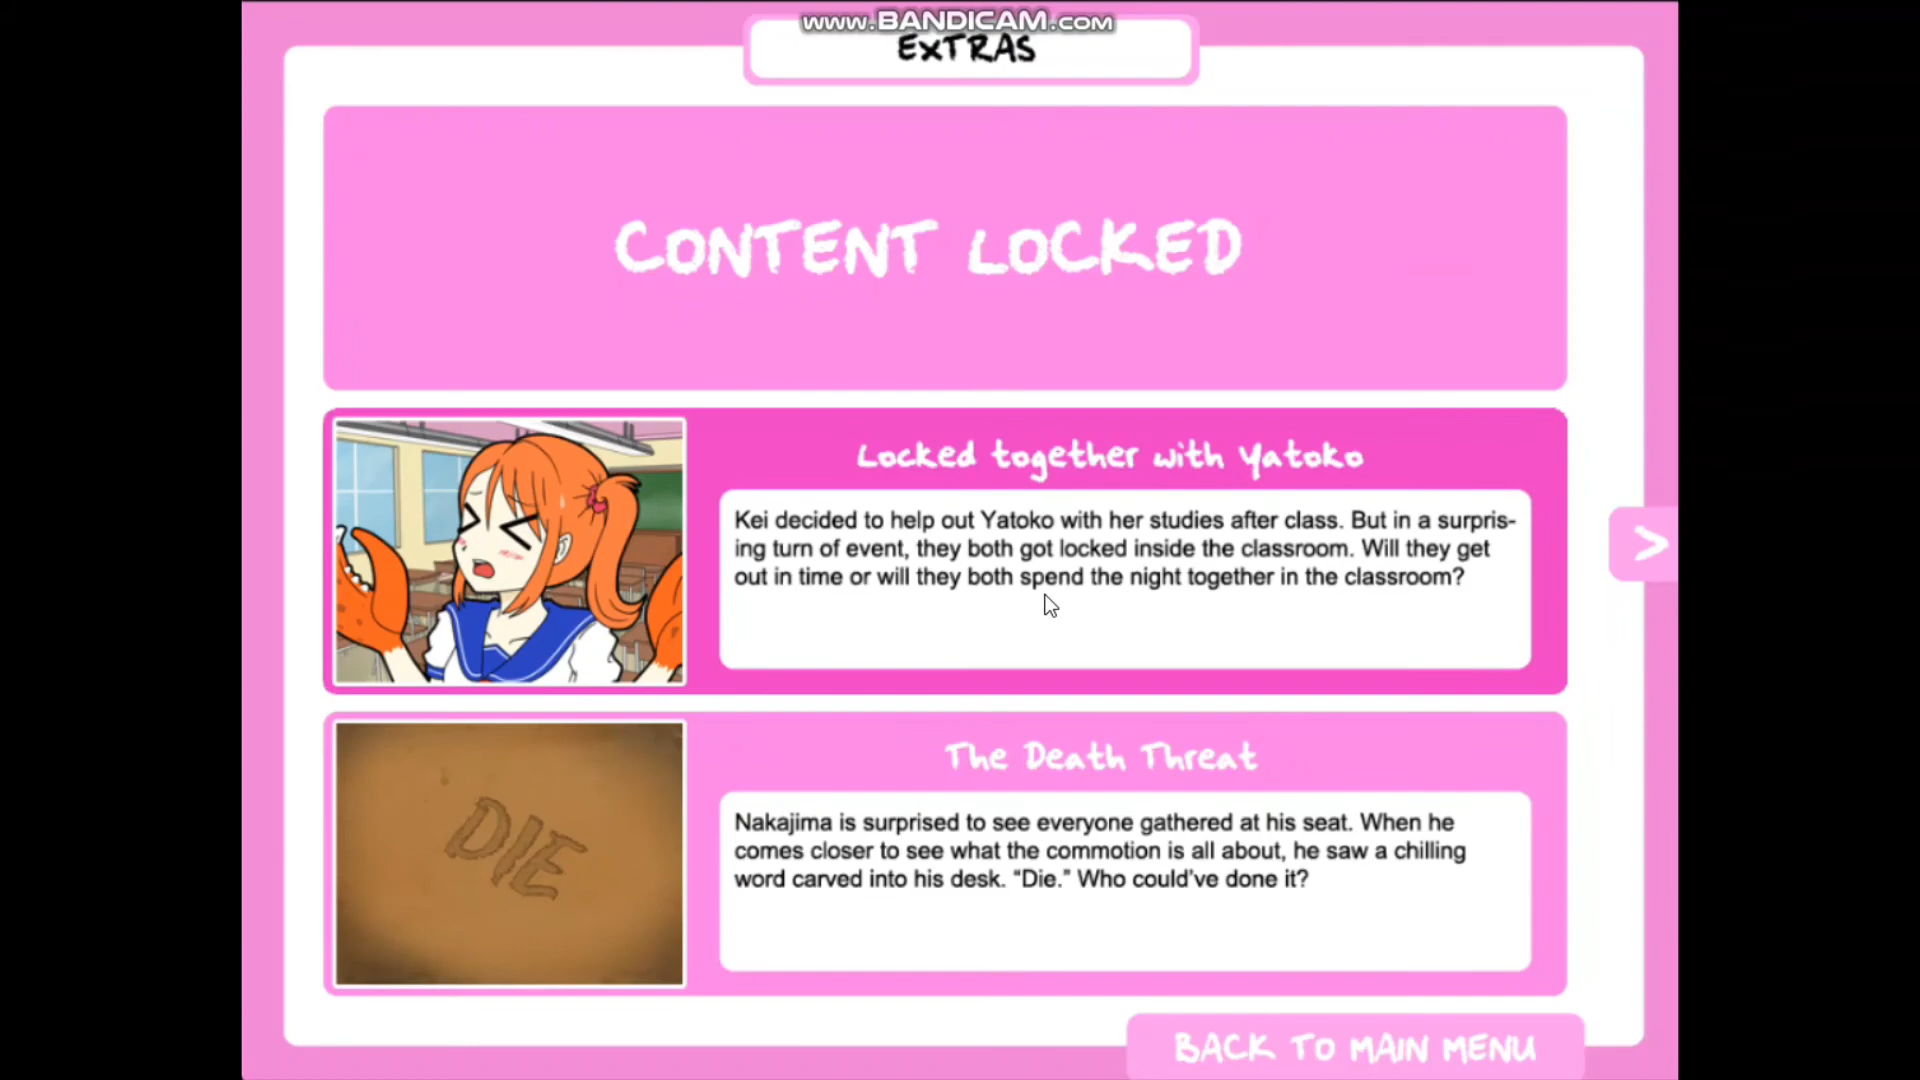 www.BANDICAM.com
EXTRAS
CONTENT LOCKED
Locked together with Yatoko
Kei decided to help out Yatoko with her studies after class. But in a surpris-
ing turn of event, they both got locked inside the classroom. Will they get
out in time or will they both spend the night together in the classroom?
>
The Death Threat
DIE
Nakajima is surprised to see everyone gathered at his seat. When he
comes closer to see what the commotion is all about, he saw a chilling
word carved into his desk. “Die.” Who could’ve done it?
BACK TO MAIN MENU